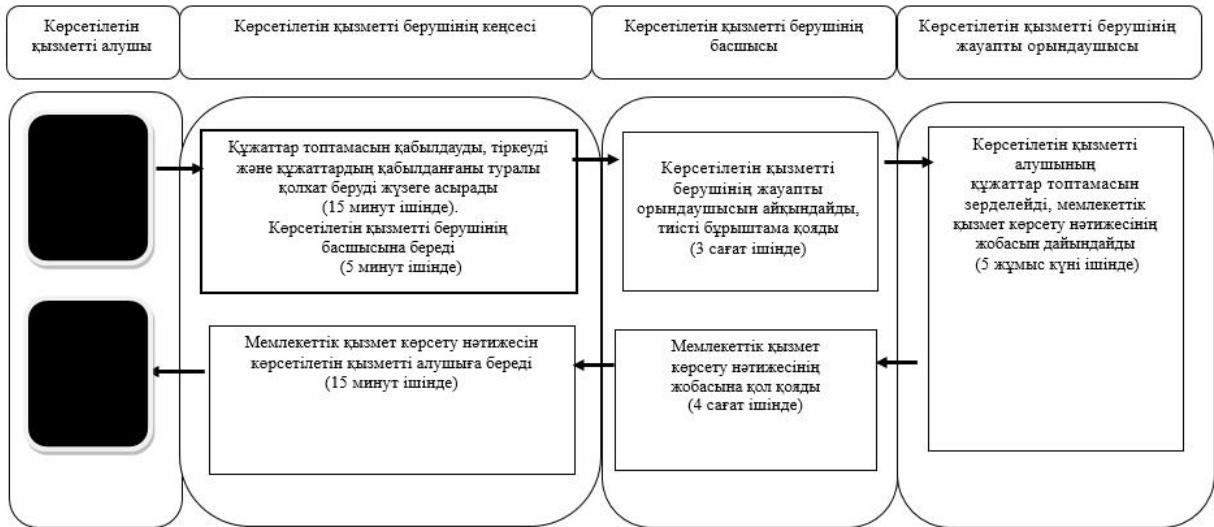 Көрсетілетін
қызметті алушы
Көрсетілетін қызметті берушінің кеңсесі
Көрсетілетін қызметті берушінің
басшысы
Көрсетілетін қызметті берушінің
жауапты орындаушысы
Құжаттар топтамасын қабылдауды, тіркеуді
және құжаттардың қабылданғаны туралы
қолхат беруді жүзеге асырады
(15 минут ішінде).
Көрсетілетін қызметті берушінің
басшысына береді
(5 минут ішінде)
Көрсетілетін қызметті
берушінің жауапты
орындаушысын айқындайды,
тиісті бұрыштама қояды
(3 сағат ішінде)
Көрсетілетін қызметті
алушының
құжаттар топтамасын
зерделейді, мемлекеттік
қызмет көрсету нәтижесінің
жобасын дайындайды
(5 жұмыс күні ішінде)
Мемлекеттік қызмет көрсету нәтижесін
көрсетілетін қызметті алушыға береді
(15 минут ішінде)
Мемлекеттік қызмет
көрсету нәтижесінің
жобасына қол қояды
(4 сағат ішінде)